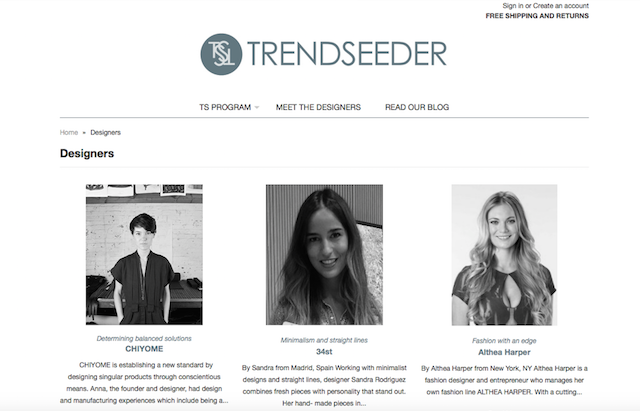 Sign in or Create an account
FREE SHIPPING AND RETURNS
TSL TRENDSEEDER
TS PROGRAM MEET THE DESIGNERS READ OUR BLOG
Home » Designers
Designers
Determining balanced solutions
CHIYOME
CHIYOME is establishing a new standard by
designing singular products through conscientious
means. Anna, the founder and designer, had design
and manufacturing experiences which include being a...
Minimalism and straight lines
34st
By Sandra from Madrid, Spain Working with minimalist
designs and straight lines, designer Sandra Rodriguez
combines fresh pieces with personality that stand out.
Her hand- made pieces in...
Fashion with an edge
Althea Harper
By Althea Harper from New York, NY Althea Harper is a
fashion designer and entrepreneur who manages her
own fashion line ALTHEA HARPER. With a cutting...